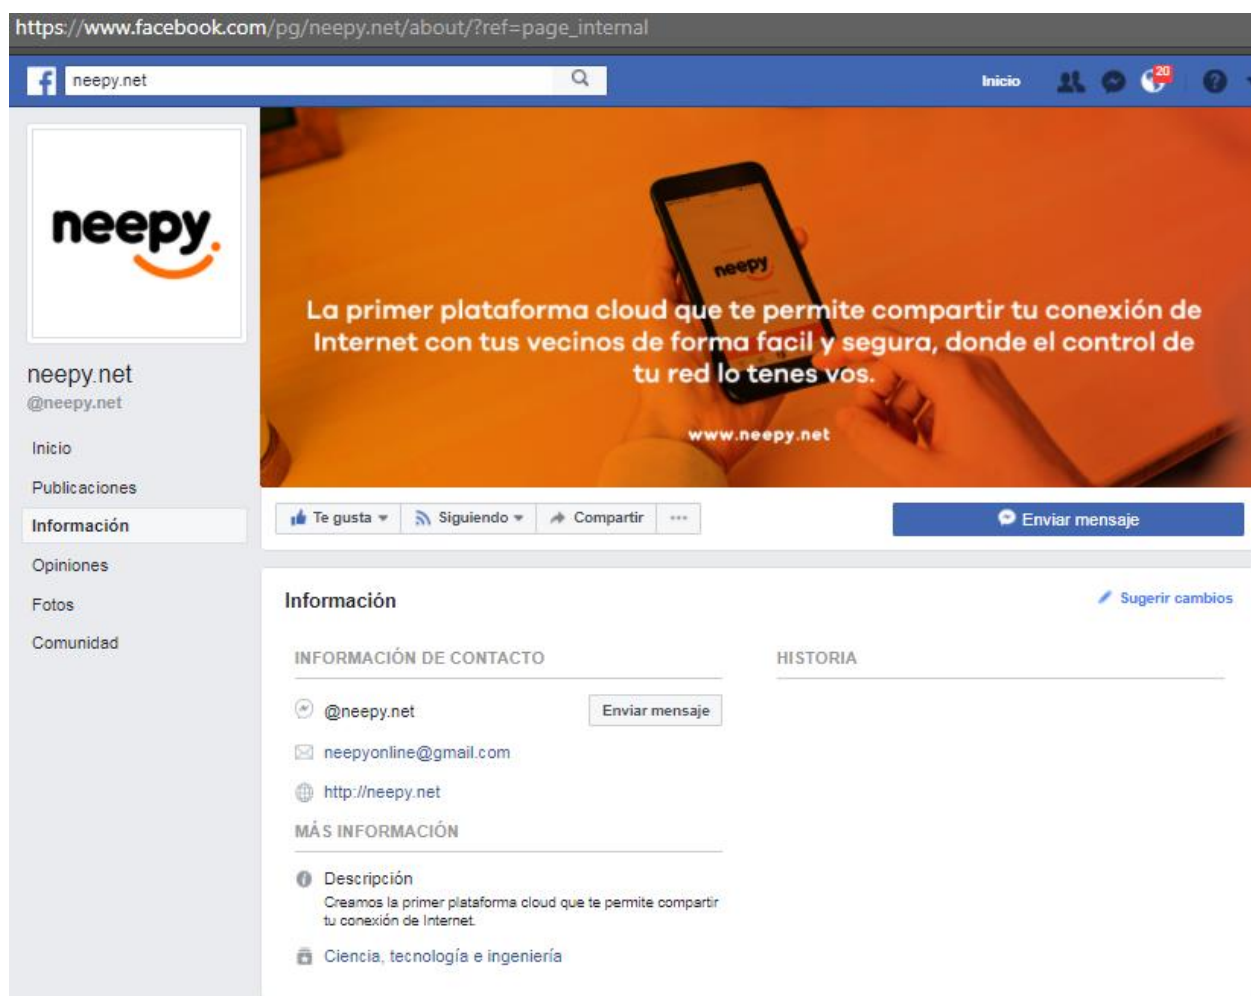 https://www.facebook.com/pg/neepy.net/about/?ref=page_internal
neepy.net
Inicio
20
neepy.
neepy
La primer plataforma cloud que te permite compartir tu conexión de
Internet con tus vecinos de forma facil y segura, donde el control de
tu red lo tenes vos.
www.neepy.net
neepy.net
@neepy.net
Inicio
Publicaciones
Información
Opiniones
Fotos
Comunidad
Te gusta
Siguiendo
Compartir
Enviar mensaje
Información
Sugerir cambios
INFORMACIÓN DE CONTACTO
HISTORIA
@neepy.net
Enviar mensaje
neepyonline@gmail.com
http://neepy.net
MÁS INFORMACIÓN
Descripción
Creamos la primer plataforma cloud que te permite compartir
tu conexión de Internet.
Ciencia, tecnología e ingeniería